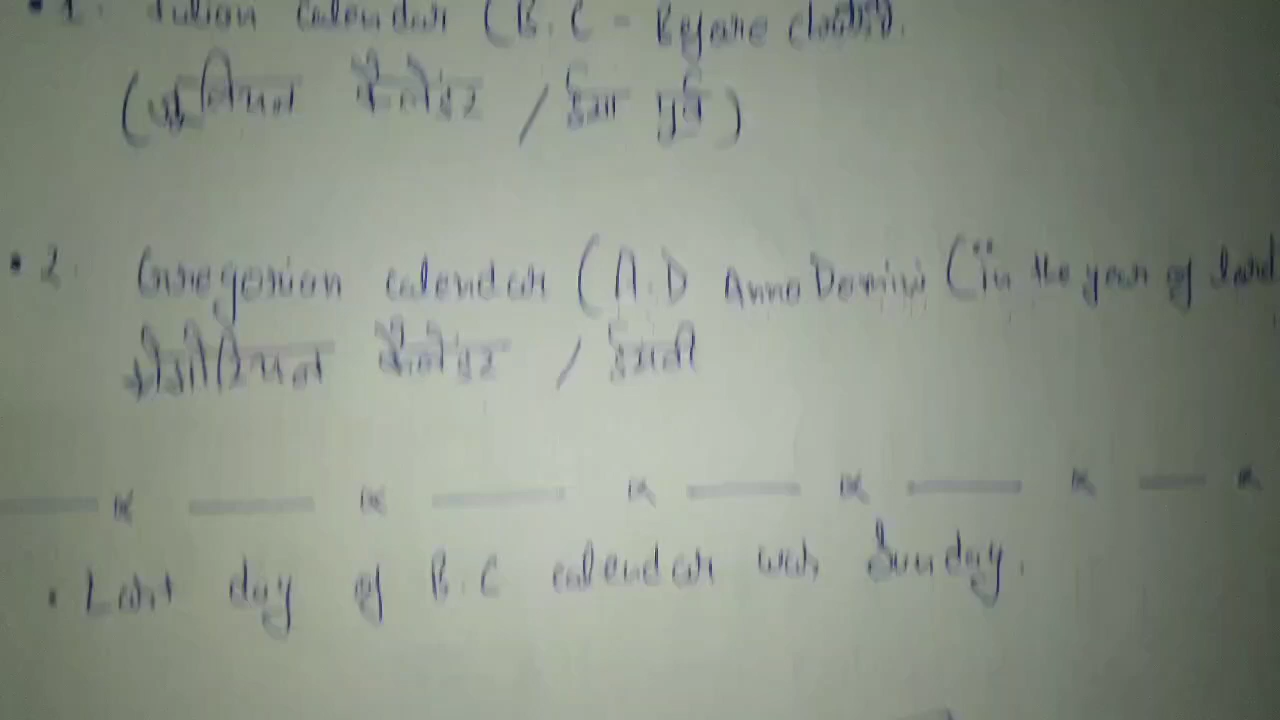 • 1. Julian calendar (B.C - Before christ).
(जुलियन कैलेंडर / ईसा पूर्व)
• 2. Gregorian calendar (A.D Anno Domini (in the year of lord
ग्रेगोरियन कैलेंडर / ईसवी
• Last day of B.C calendar was Sunday.